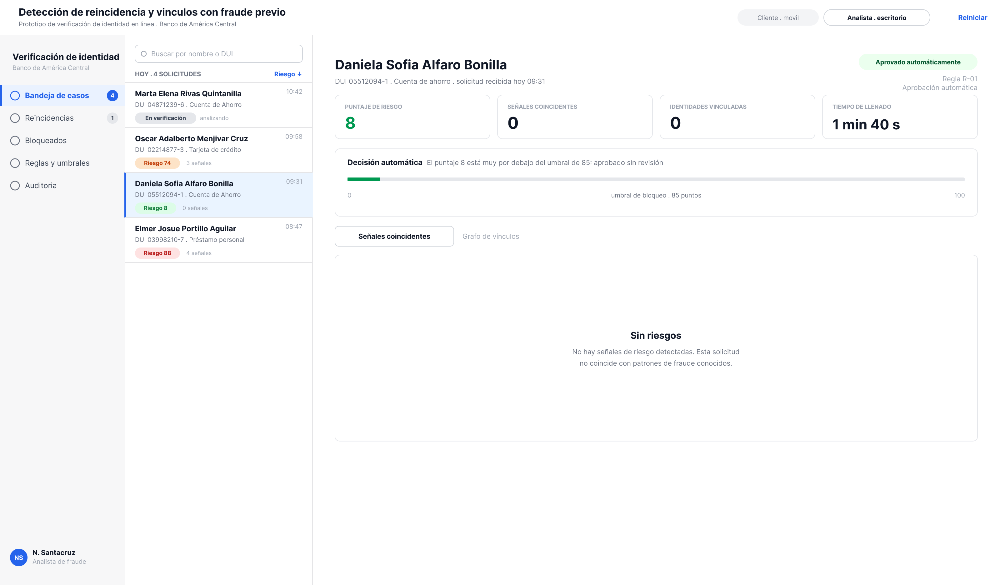 Detección de reincidencia y vinculos con fraude previo
Prototipo de verificación de identidad en linea . Banco de América Central
Cliente . movil
Analista . escritorio
Reiniciar
Verificación de identidad
Banco de América Central
Bandeja de casos 4
Reincidencias 1
Bloqueados
Reglas y umbrales
Auditoria
NS
N. Santacruz
Analista de fraude
Buscar por nombre o DUI
HOY . 4 SOLICITUDES
Riesgo ↓
Marta Elena Rivas Quintanilla 10:42
DUI 04871239-6 . Cuenta de Ahorro
En verificación analizando
Oscar Adalberto Menjivar Cruz 09:58
DUI 02214877-3 . Tarjeta de crédito
Riesgo 74 3 señales
Daniela Sofia Alfaro Bonilla 09:31
DUI 05512094-1 . Cuenta de Ahorro
Riesgo 8 0 señales
Elmer Josue Portillo Aguilar 08:47
DUI 03998210-7 . Préstamo personal
Riesgo 88 4 señales
Daniela Sofia Alfaro Bonilla
DUI 05512094-1 . Cuenta de ahorro . solicitud recibida hoy 09:31
Aprovado automáticamente
Regla R-01
Aprobación automática
PUNTAJE DE RIESGO
8
SEÑALES COINCIDENTES
0
IDENTIDADES VINCULADAS
0
TIEMPO DE LLENADO
1 min 40 s
Decisión automática El puntaje 8 está muy por debajo del umbral de 85: aprobado sin revisión
0 umbral de bloqueo . 85 puntos 100
Señales coincidentes
Grafo de vínculos
Sin riesgos
No hay señales de riesgo detectadas. Esta solicitud
no coincide con patrones de fraude conocidos.